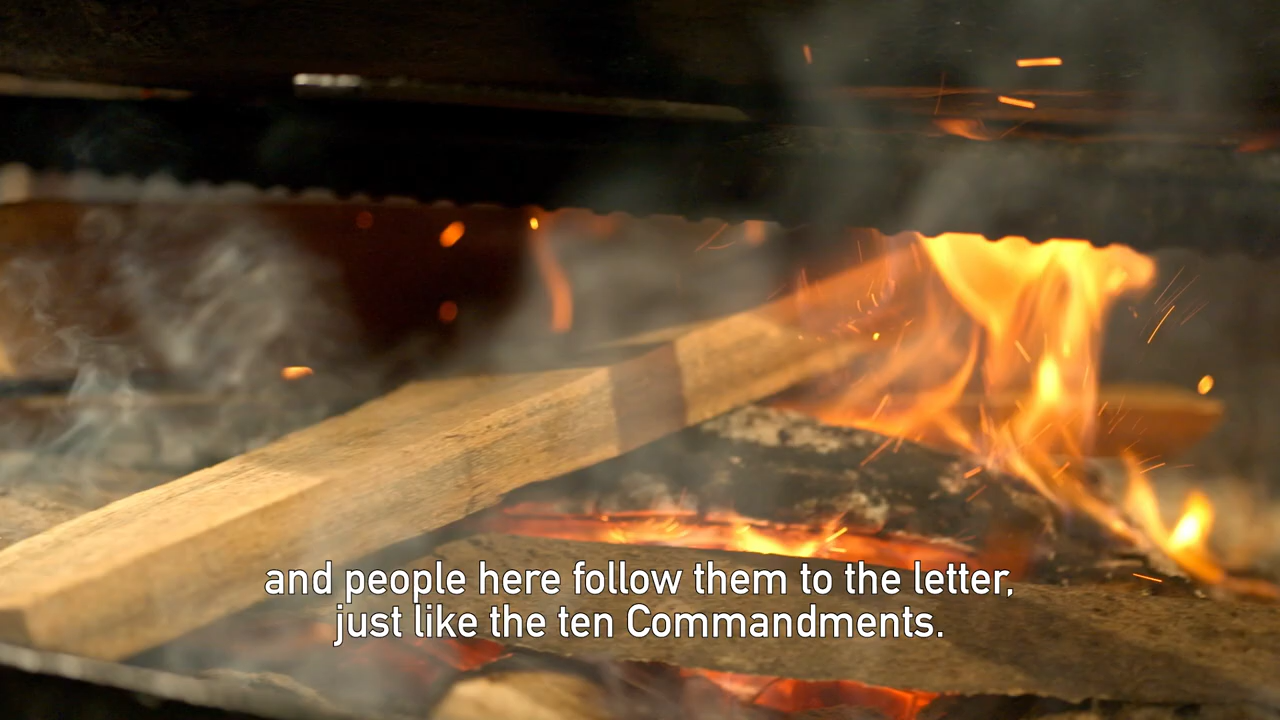 and people here follow them to the letter,
just like the ten Commandments.